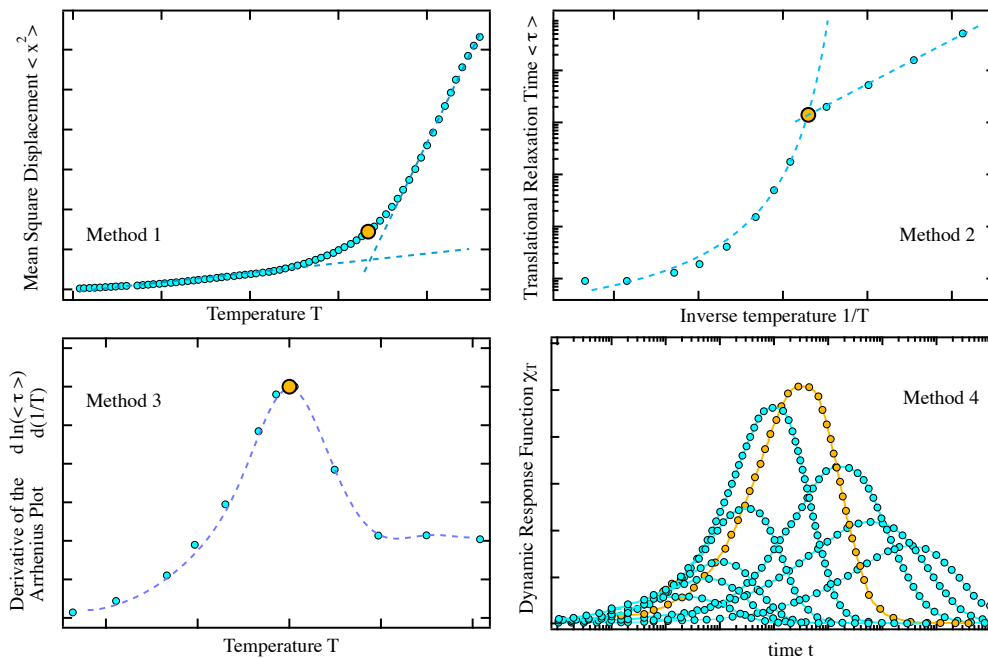 Mean Square Displacement < x² >
Method 1
Temperature T
Translational Relaxation Time < τ >
Method 2
Inverse temperature 1/T
Derivative of the d ln(< τ >)
Arrhenius Plot d(1/T)
Method 3
Temperature T
Dynamic Response Function χT
Method 4
time t